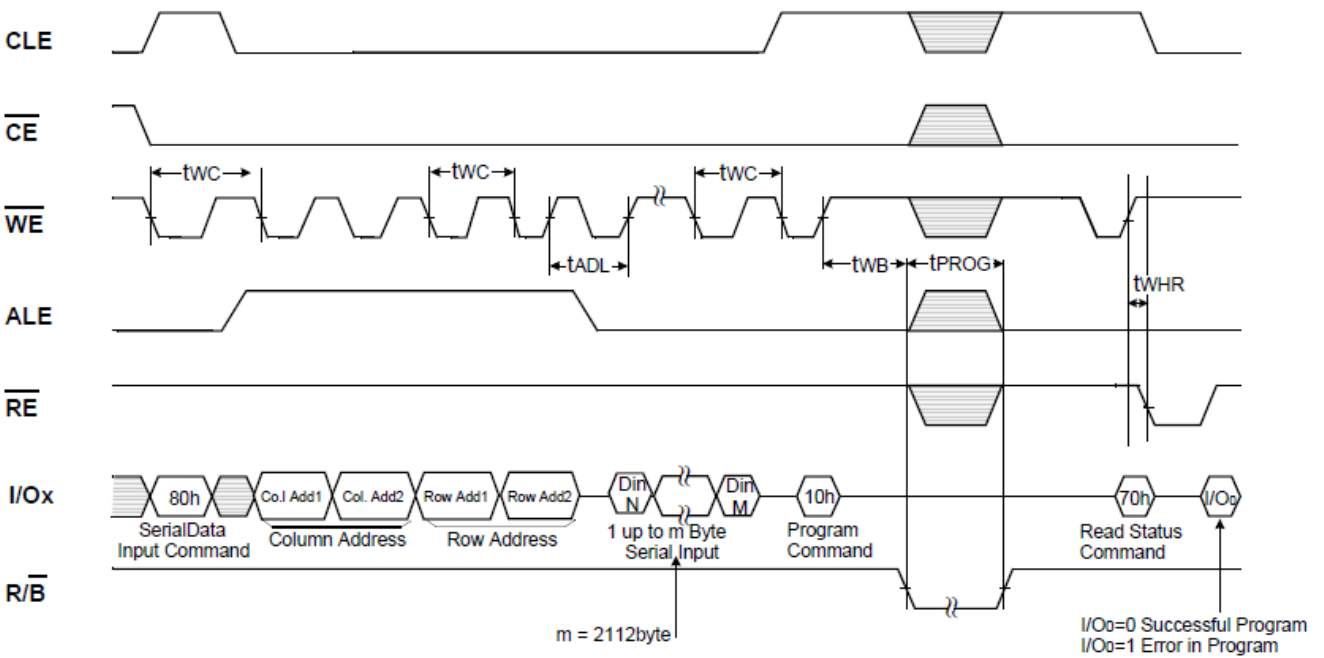 CLE
CE
tWC
tWC
tWC
WE
tADL
tWB
tPROG
tWHR
ALE
RE
I/Ox
80h
Co.l Add1
Col. Add2
Row Add1
Row Add2
Din
N
Din
M
10h
70h
I/O0
SerialData
Input Command
Column Address
Row Address
1 up to m Byte
Serial Input
Program
Command
Read Status
Command
R/B
m = 2112byte
I/O0=0 Successful Program
I/O0=1 Error in Program